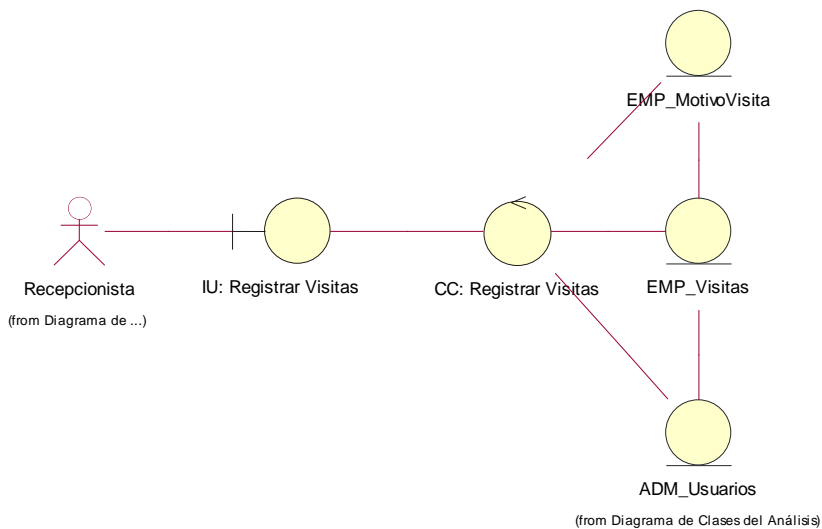 EMP_MotivoVisita
Recepcionista
(from Diagrama de ...)
IU: Registrar Visitas
CC: Registrar Visitas
EMP_Visitas
ADM_Usuarios
(from Diagrama de Clases del Análisis)